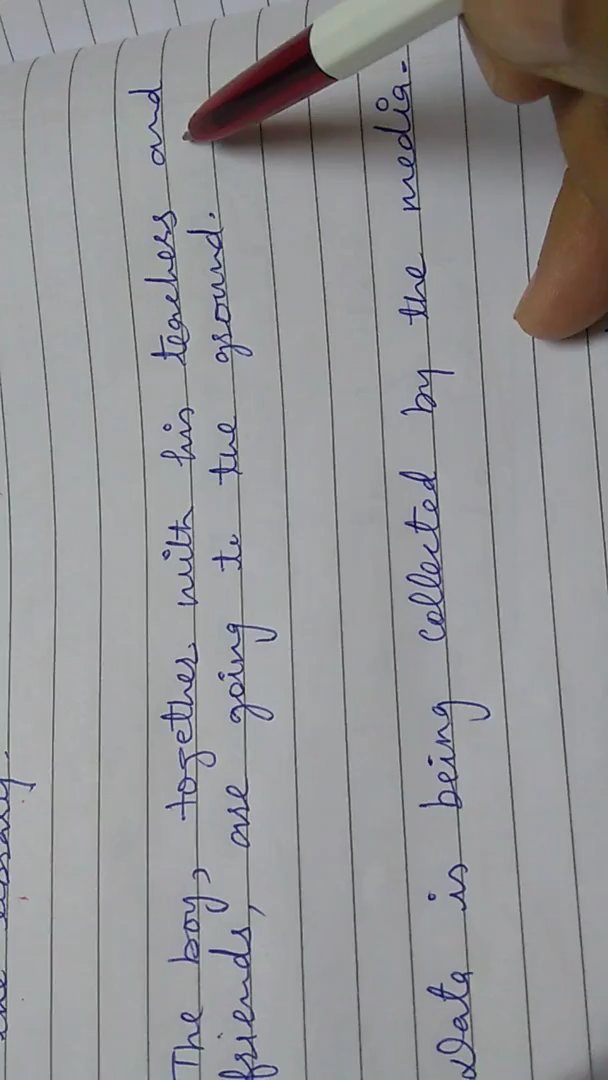 The boy, together with his teachers and
friends, are going to the ground.
Data is being collected by the media.